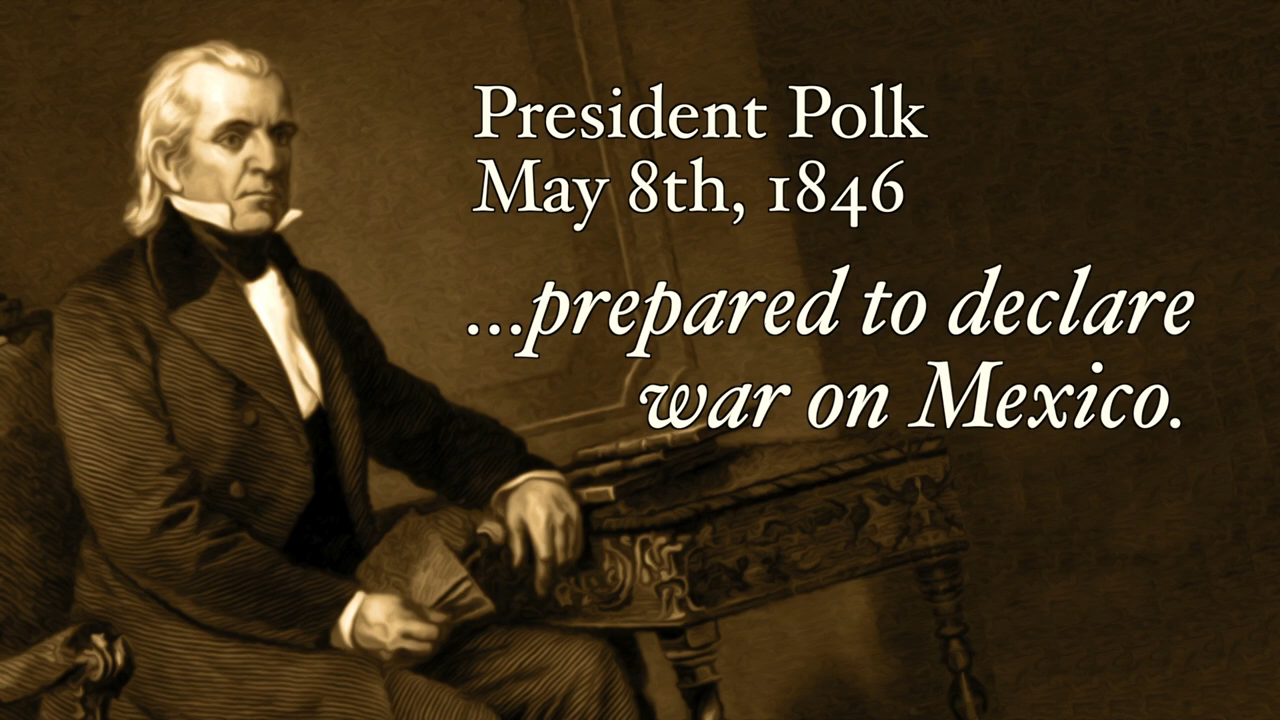 President Polk
May 8th, 1846
...prepared to declare
war on Mexico.